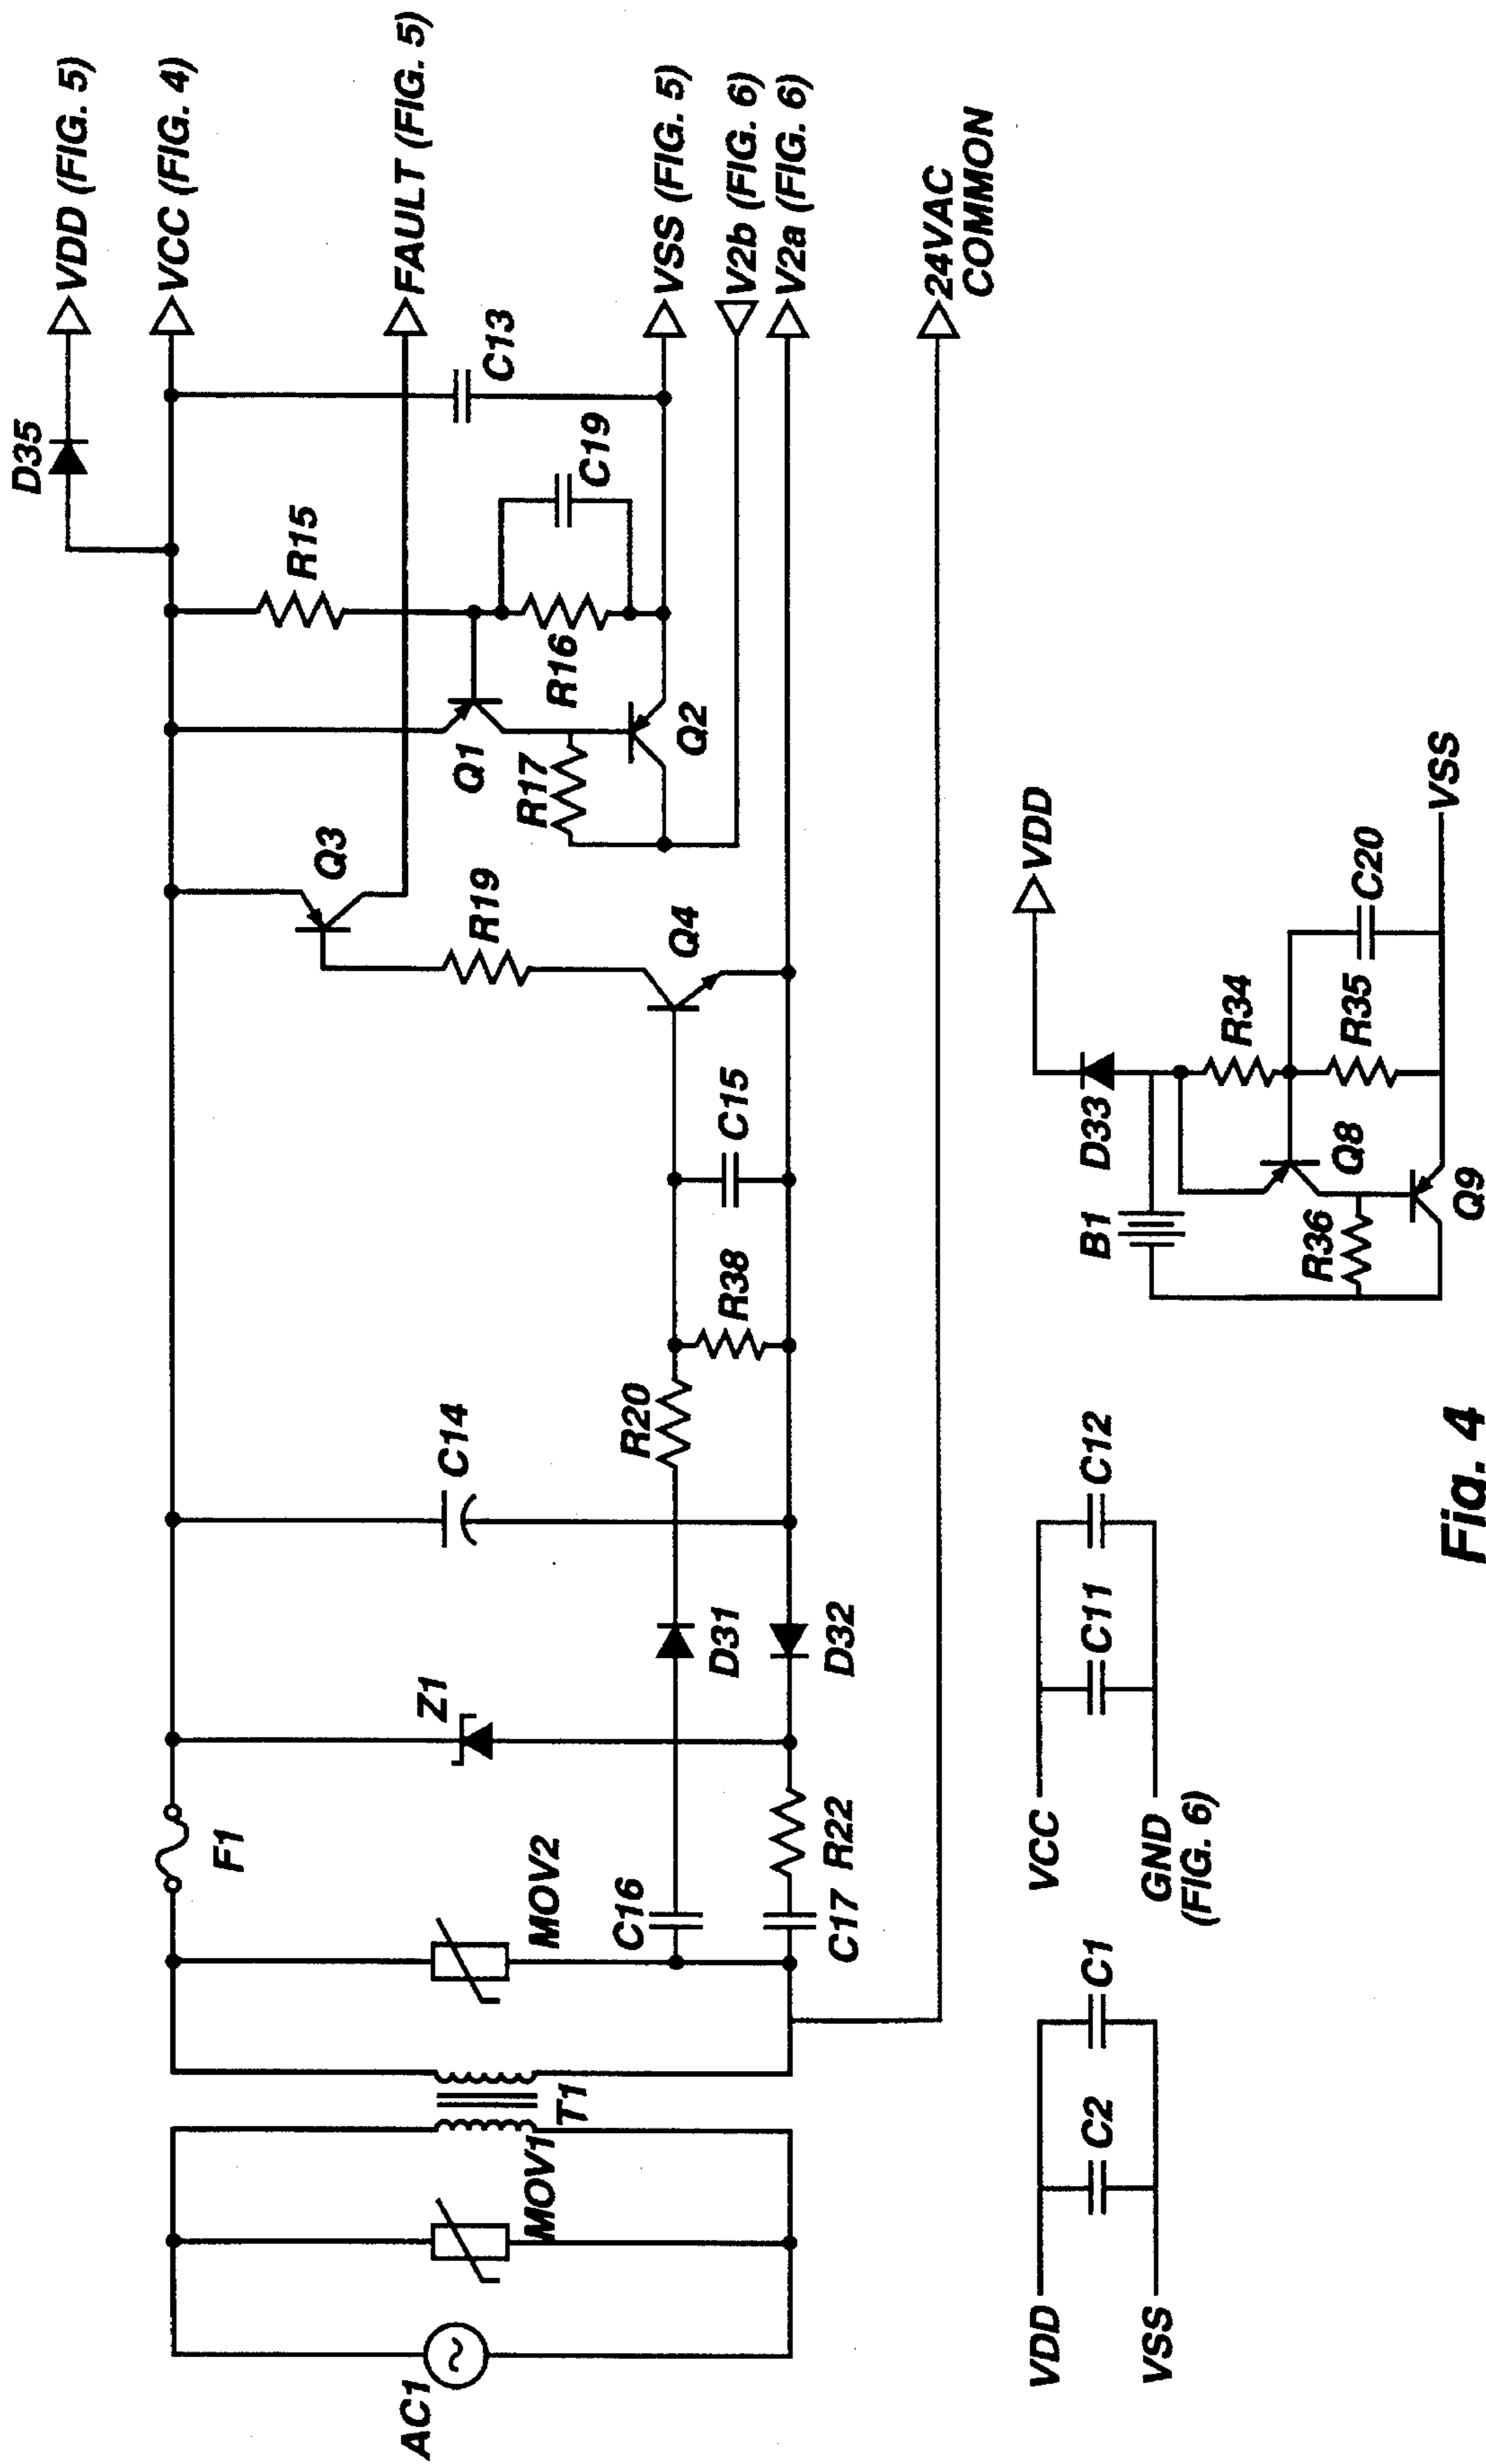 D35
VDD (FIG. 5)
VCC (FIG. 4)
R15
FAULT (FIG. 5)
Q3
C13
Q1
C19
R16
R17
Q2
VSS (FIG. 5)
V2b (FIG. 6)
V2a (FIG. 6)
R19
Q4
F1
Z1
C14
MOV2
C16
D31
R20
R38
C15
C17
R22
D32
AC1
MOV1
T1
24VAC
COMMON
VDD
C2
C1
VSS
VCC
C11
C12
GND
(FIG. 6)
VDD
D33
B1
R34
Q8
R35
C20
R36
Q9
VSS
Fig. 4